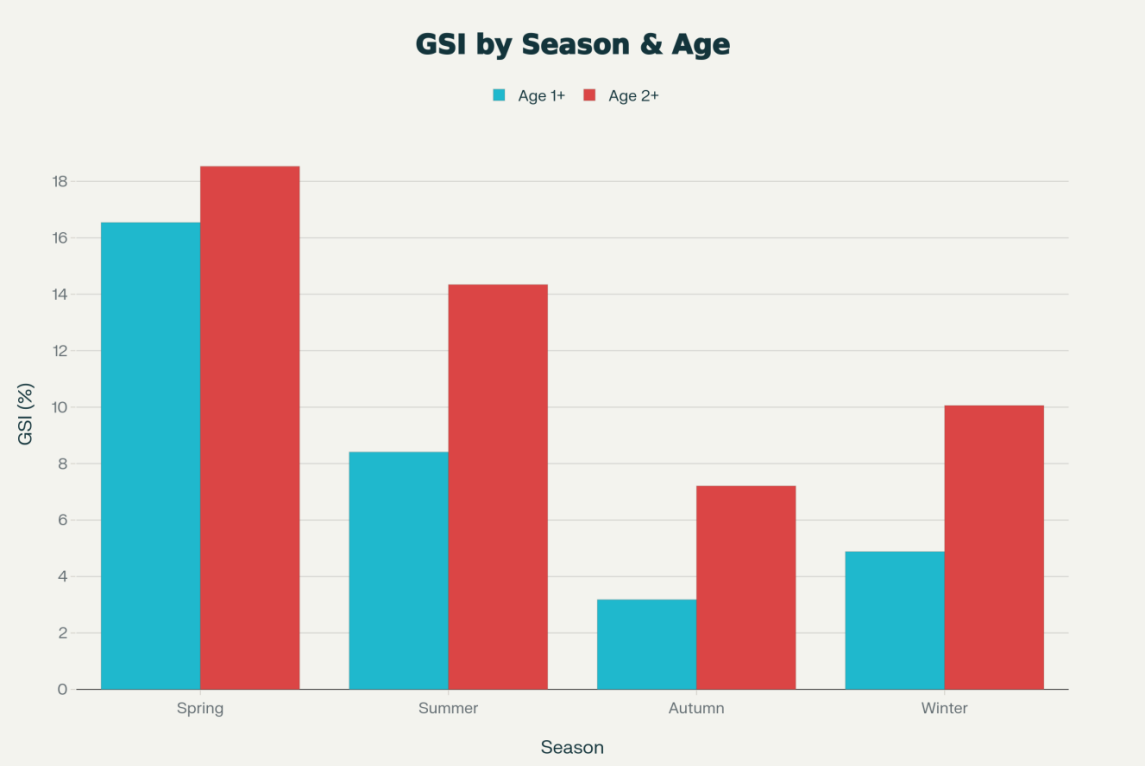 GSI by Season & Age
Age 1+ Age 2+
18
16
14
12
10
8
6
4
2
0
GSI (%)
Spring Summer Autumn Winter
Season